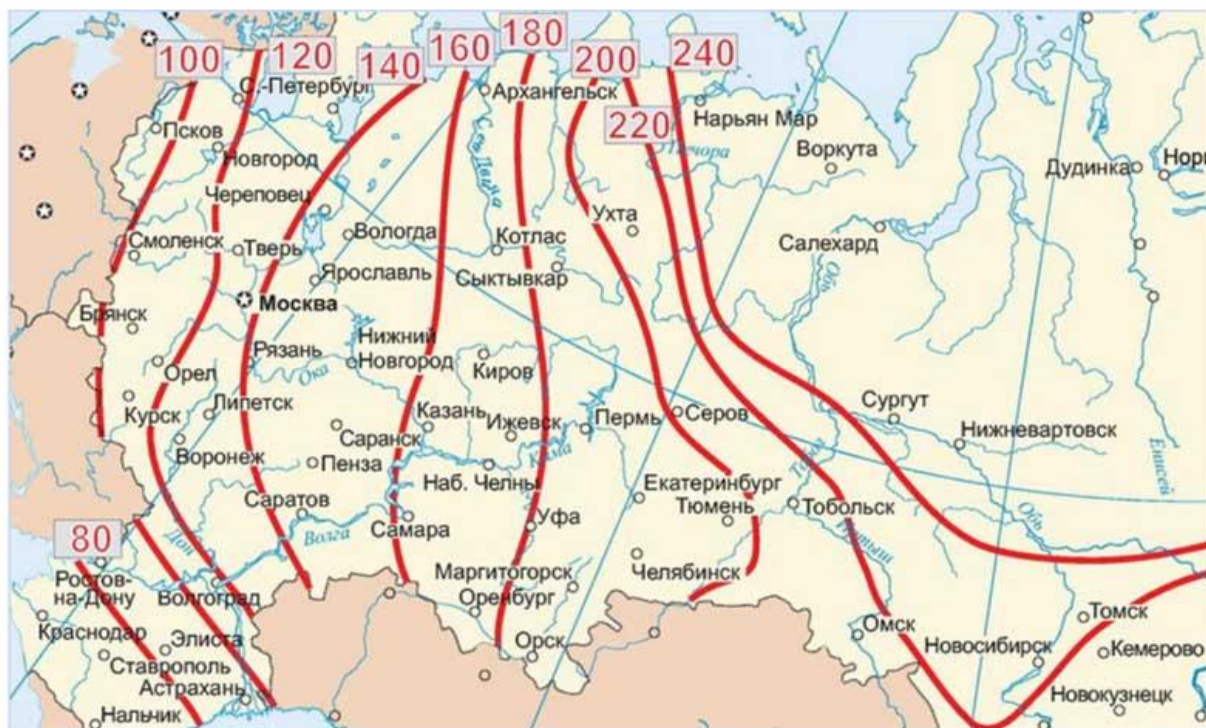 100
120
140
160
180
200
240
220
С.-Петербург
Псков
Новгород
Череповец
Архангельск
Нарьян Мар
Печора
Воркута
Дудинка
Нори
Сев. Двина
Смоленск
Тверь
Вологда
Котлас
Ухта
Салехард
Ярославль
Сыктывкар
Обь
Москва
Брянск
Рязань
Нижний
Новгород
Ока
Киров
Орел
Курск
Липецк
Казань
Ижевск
Пермь
Серов
Сургут
Нижневартовск
Саранск
Воронеж
Пенза
Наб. Челны
Кама
Екатеринбург
Тобол
Енисей
Саратов
Самара
Уфа
Тюмень
Тобольск
Обь
80
Дон
Волга
Иртыш
Ростов-
на-Дону
Волгоград
Маргитогорск
Челябинск
Оренбург
Томск
Краснодар
Элиста
Орск
Омск
Новосибирск
Кемерово
Ставрополь
Астрахань
Новокузнецк
Нальчик